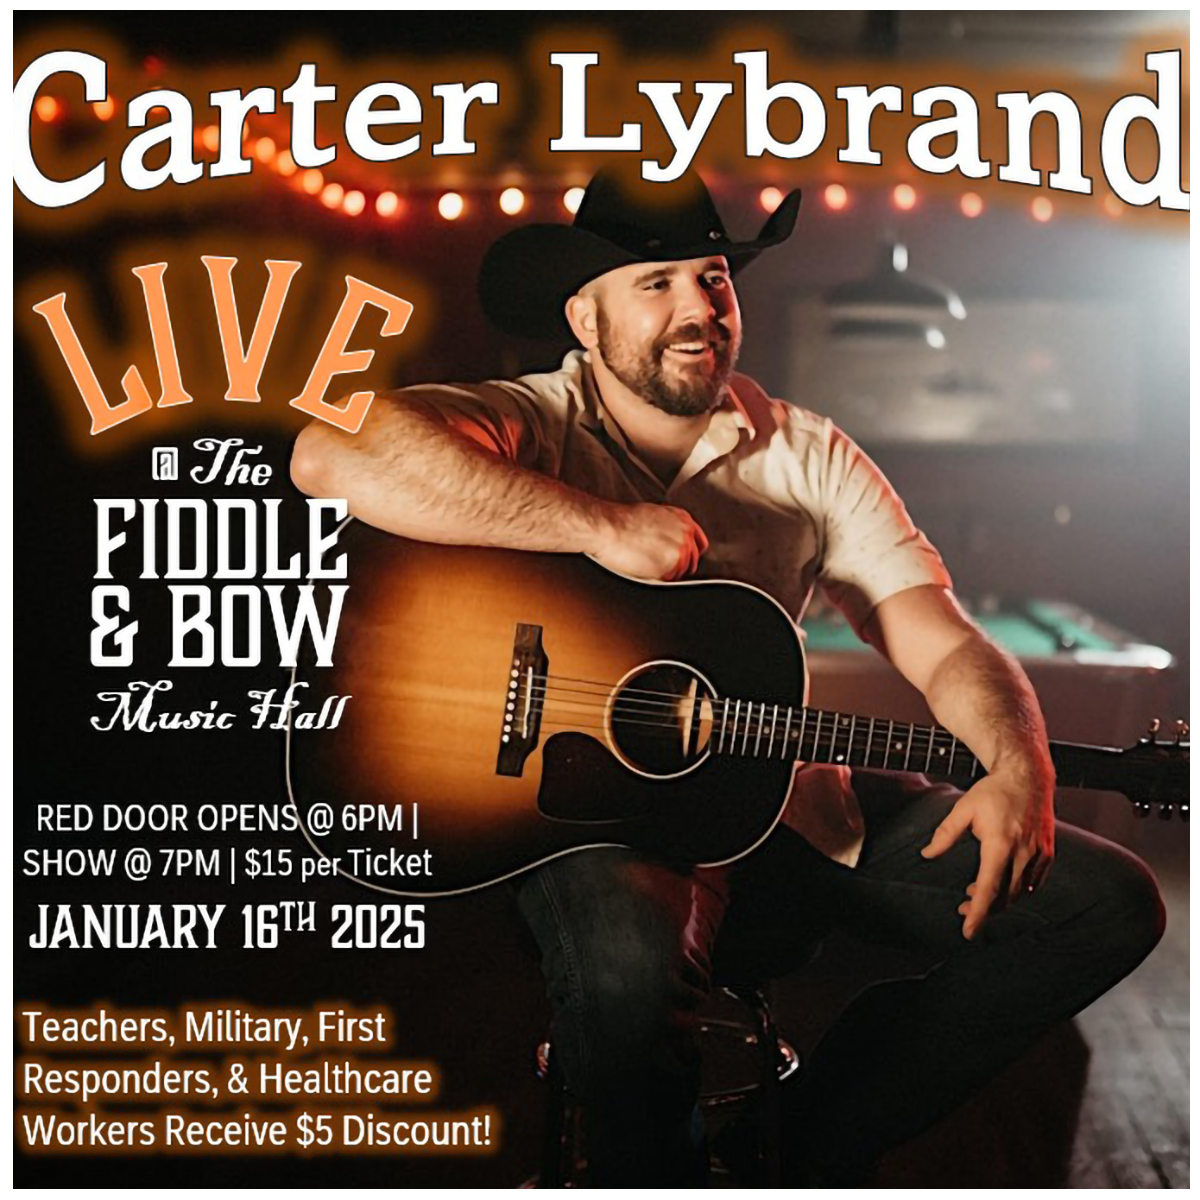 Carter Lybrand
LIVE
@ The
FIDDLE
& BOW
Music Hall
RED DOOR OPENS @ 6PM |
SHOW @ 7PM | $15 per Ticket
JANUARY 16TH 2025
Teachers, Military, First
Responders, & Healthcare
Workers Receive $5 Discount!